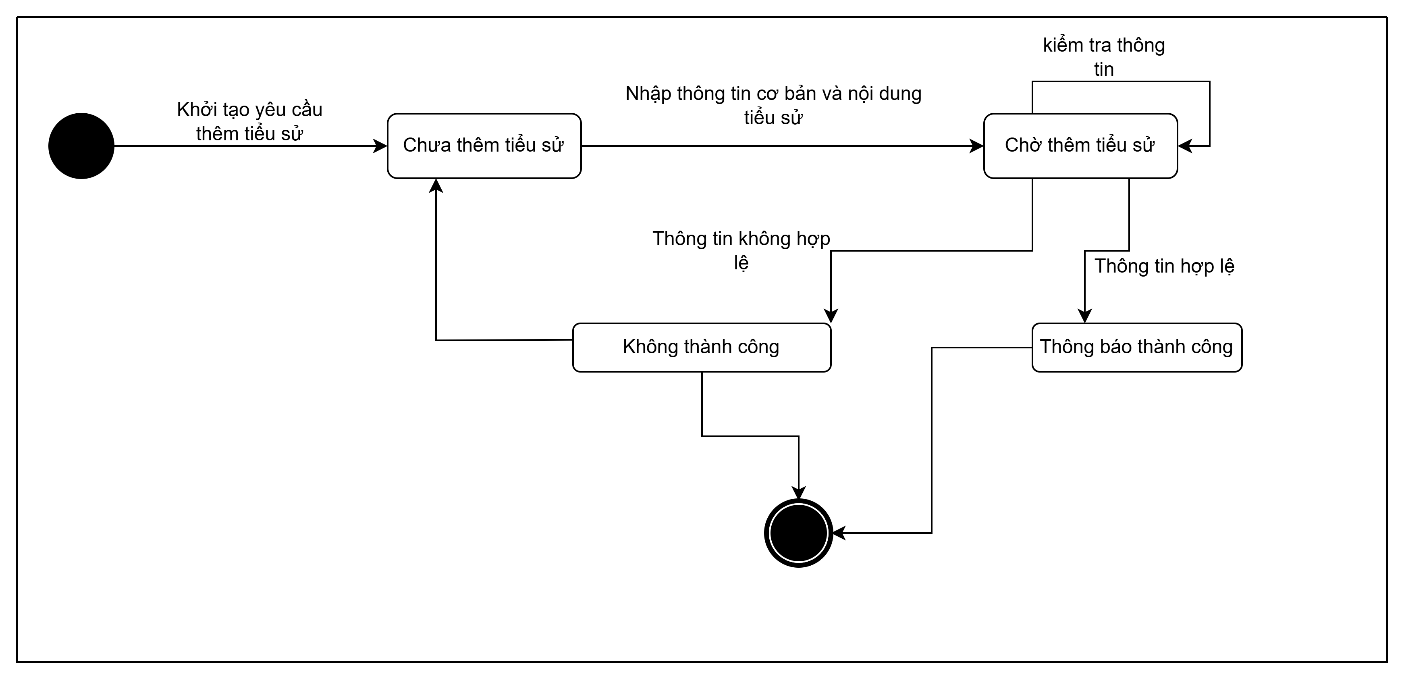 kiểm tra thông
tin
Khởi tạo yêu cầu
thêm tiểu sử
Nhập thông tin cơ bản và nội dung
tiểu sử
Chưa thêm tiểu sử
Chờ thêm tiểu sử
Thông tin không hợp
lệ
Thông tin hợp lệ
Không thành công
Thông báo thành công